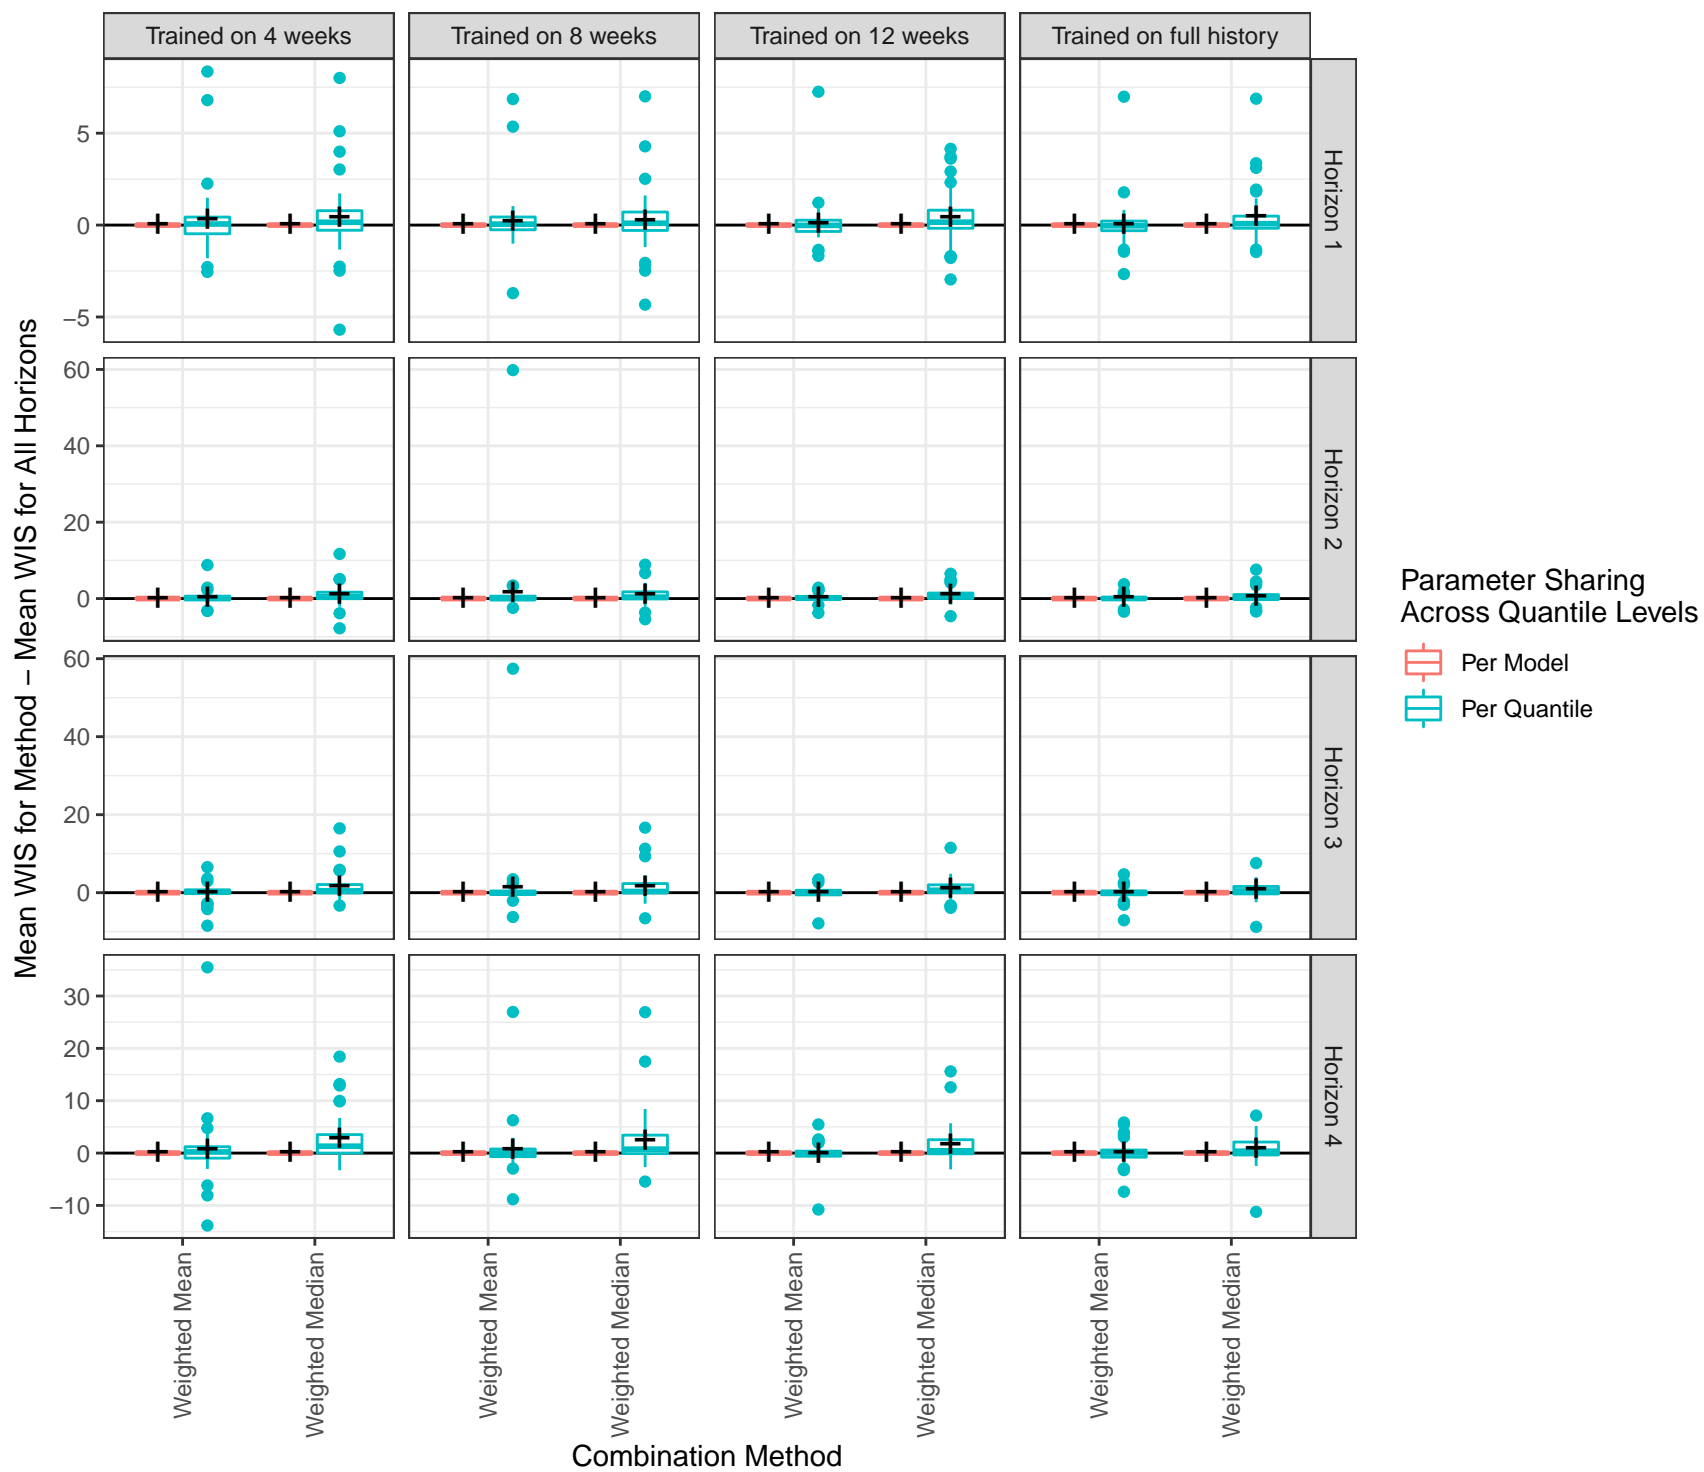 Trained on 4 weeks
Trained on 8 weeks
Trained on 12 weeks
Trained on full history
Mean WIS for Method − Mean WIS for All Horizons
5
0
−5
Horizon 1
60
40
20
0
Horizon 2
60
40
20
0
Horizon 3
30
20
10
0
−10
Horizon 4
Weighted Mean
Weighted Median
Weighted Mean
Weighted Median
Weighted Mean
Weighted Median
Weighted Mean
Weighted Median
Combination Method
Parameter Sharing
Across Quantile Levels
Per Model
Per Quantile